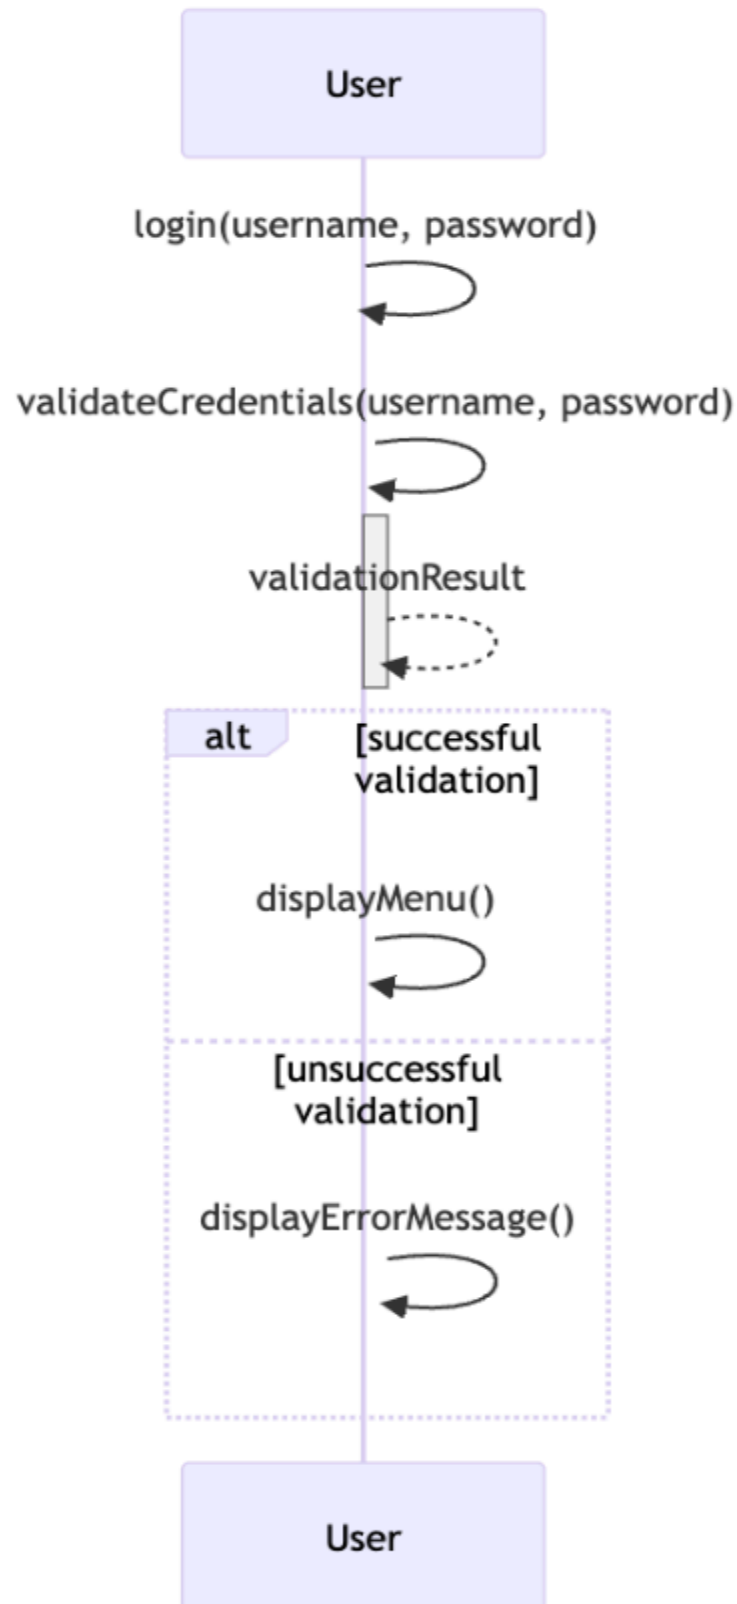 User
login(username, password)
validateCredentials(username, password)
validationResult
alt
[successful
validation]
displayMenu()
[unsuccessful
validation]
displayErrorMessage()
User